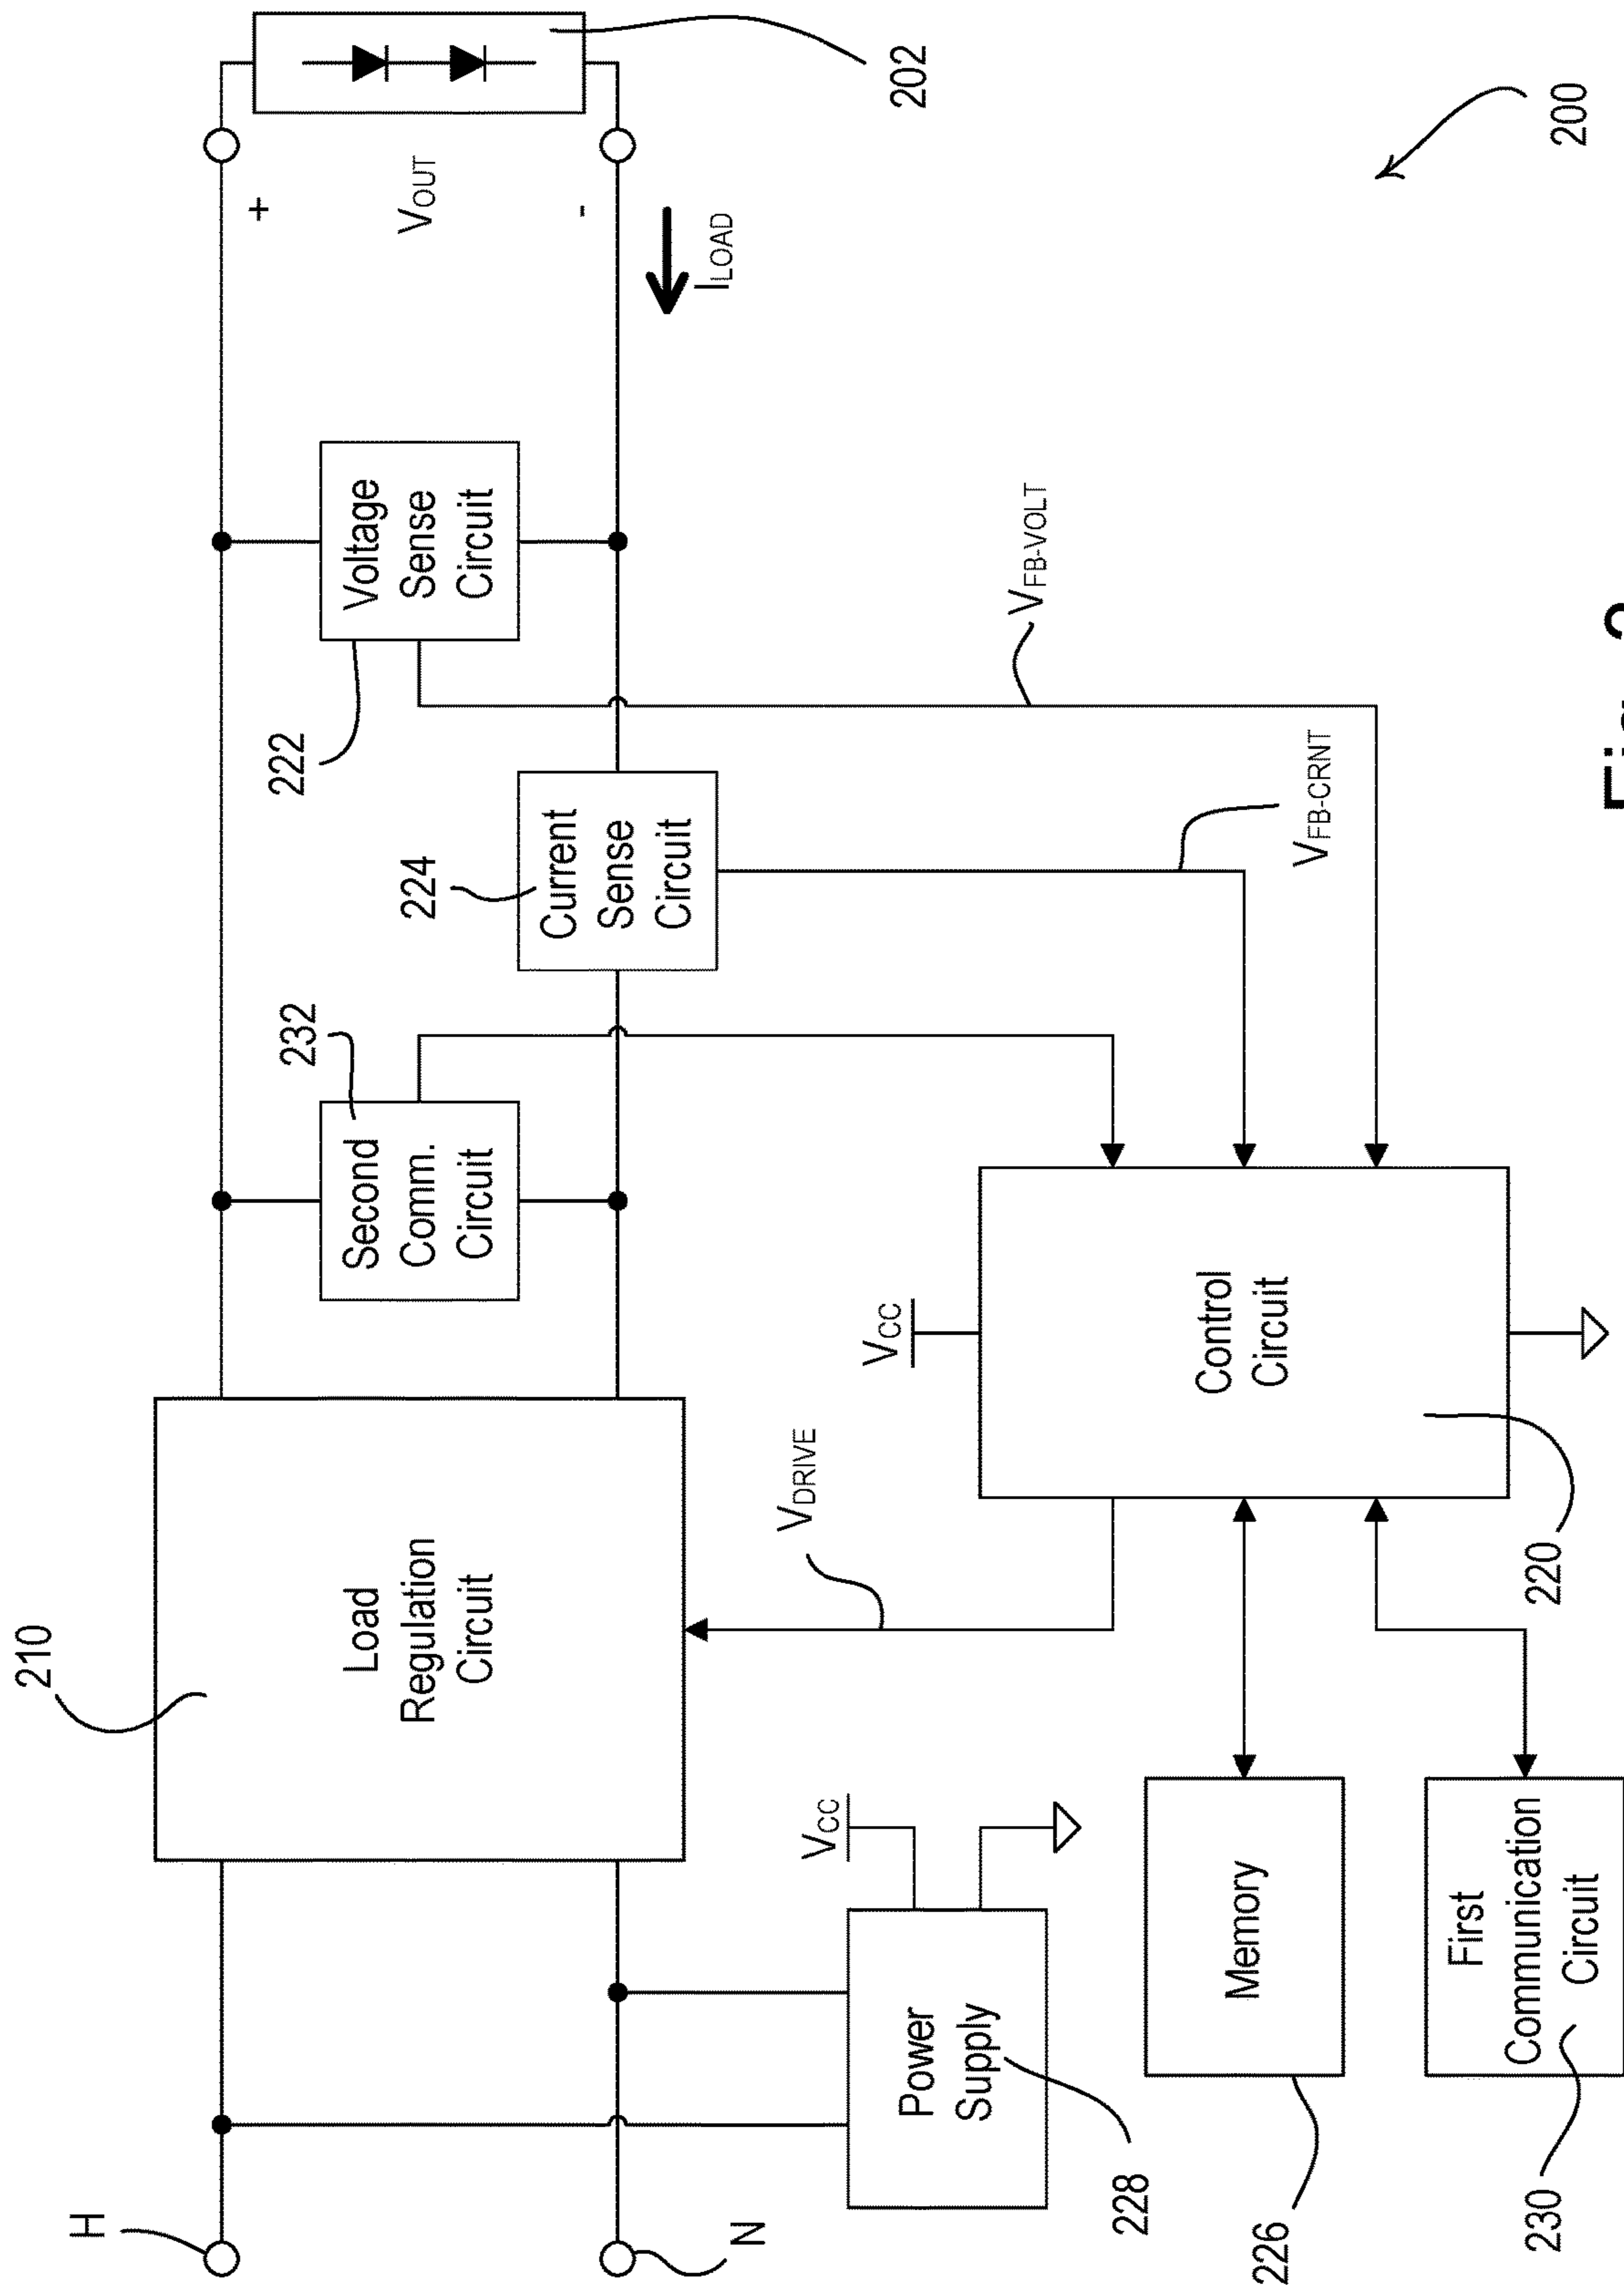 210
H
N
Load
Regulation
Circuit
232
Second
Comm.
Circuit
224
Current
Sense
Circuit
222
Voltage
Sense
Circuit
+
VOUT
-
ILOAD
202
VCC
Power
Supply
228
VDRIVE
VCC
VFB-VOLT
VFB-CRNT
200
Control
Circuit
220
Memory
226
First
Communication
Circuit
230